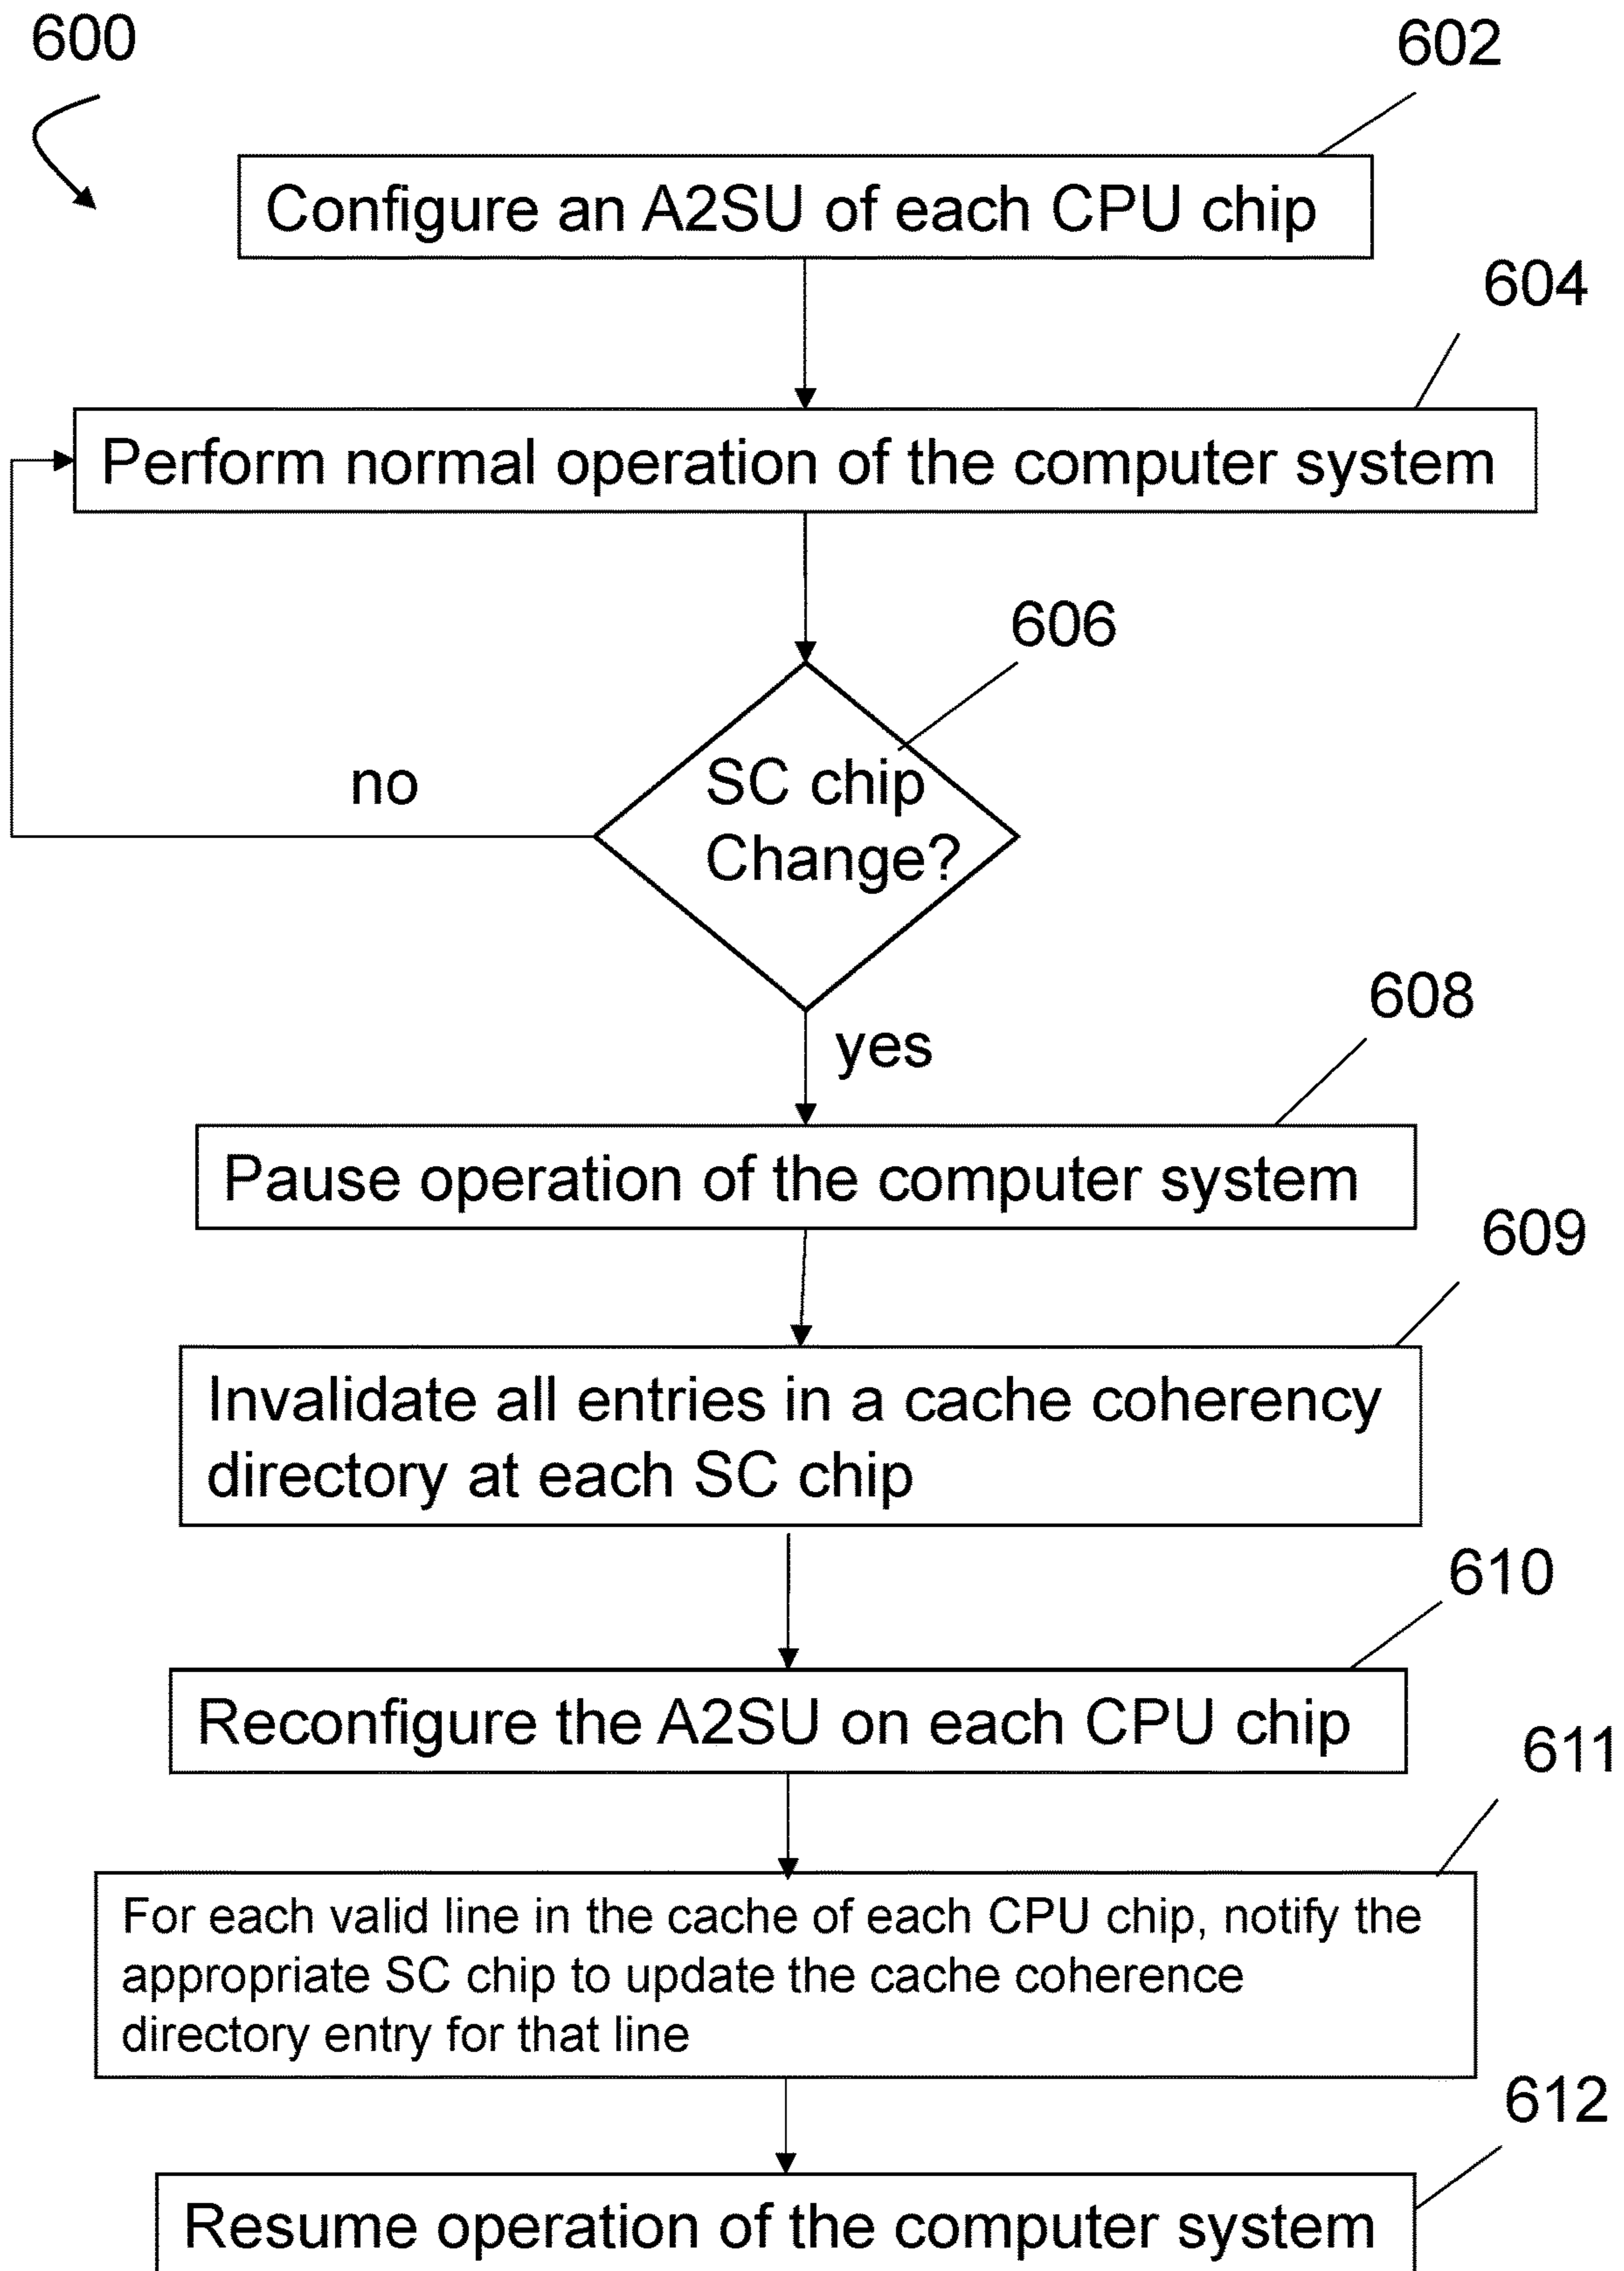 600
602
Configure an A2SU of each CPU chip
604
Perform normal operation of the computer system
606
SC chip
Change?
no
yes
608
Pause operation of the computer system
609
Invalidate all entries in a cache coherency
directory at each SC chip
610
Reconfigure the A2SU on each CPU chip
611
For each valid line in the cache of each CPU chip, notify the
appropriate SC chip to update the cache coherence
directory entry for that line
612
Resume operation of the computer system